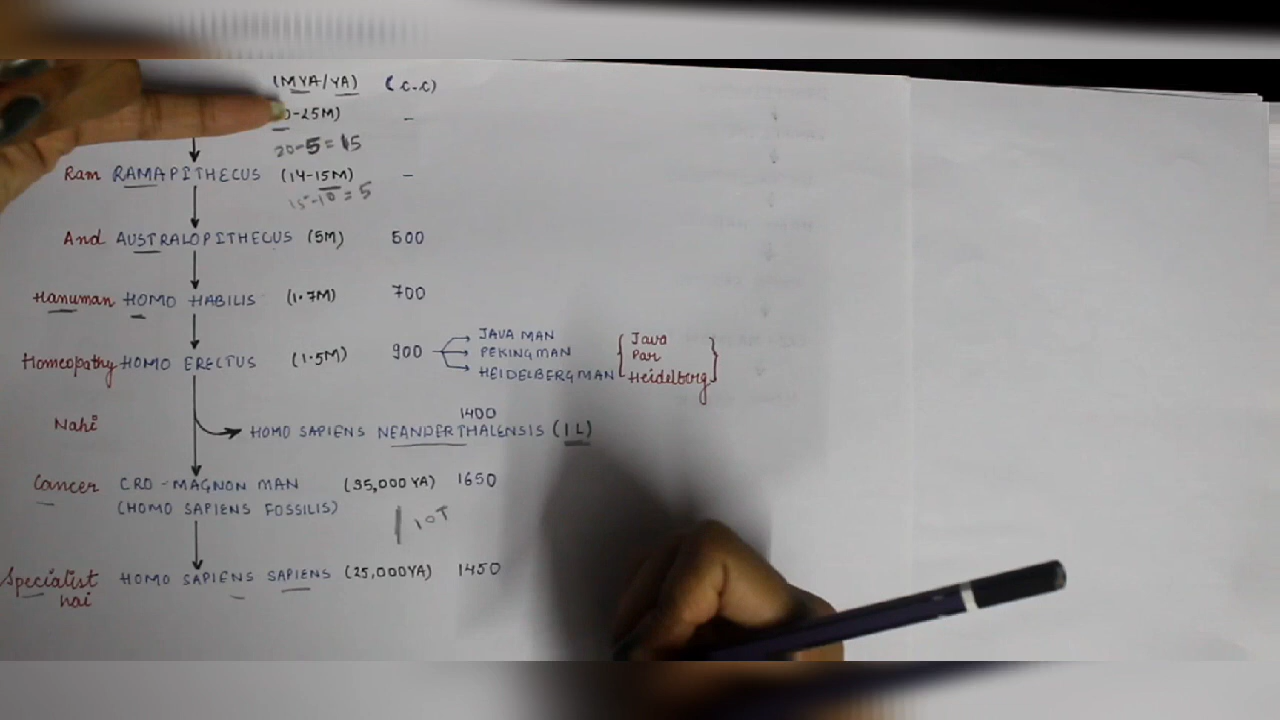 (MYA/YA) (C.C)
-25M) -
20-5=15
Ram RAMAPITHECUS (14-15M) -
15-10=5
And AUSTRALOPITHECUS (5M) 500
Hanuman HOMO HABILIS (1.7M) 700
Homeopathy HOMO ERECTUS (1.5M) 900
JAVA MAN
PEKING MAN
HEIDELBERG MAN
Java
Par
Heidelberg
Nahi
1400
HOMO SAPIENS NEANDERTHALENSIS (1L)
Cancer CRO-MAGNON MAN (35,000 YA) 1650
(HOMO SAPIENS FOSSILIS)
10T
Specialist HOMO SAPIENS SAPIENS (25,000YA) 1450
hai